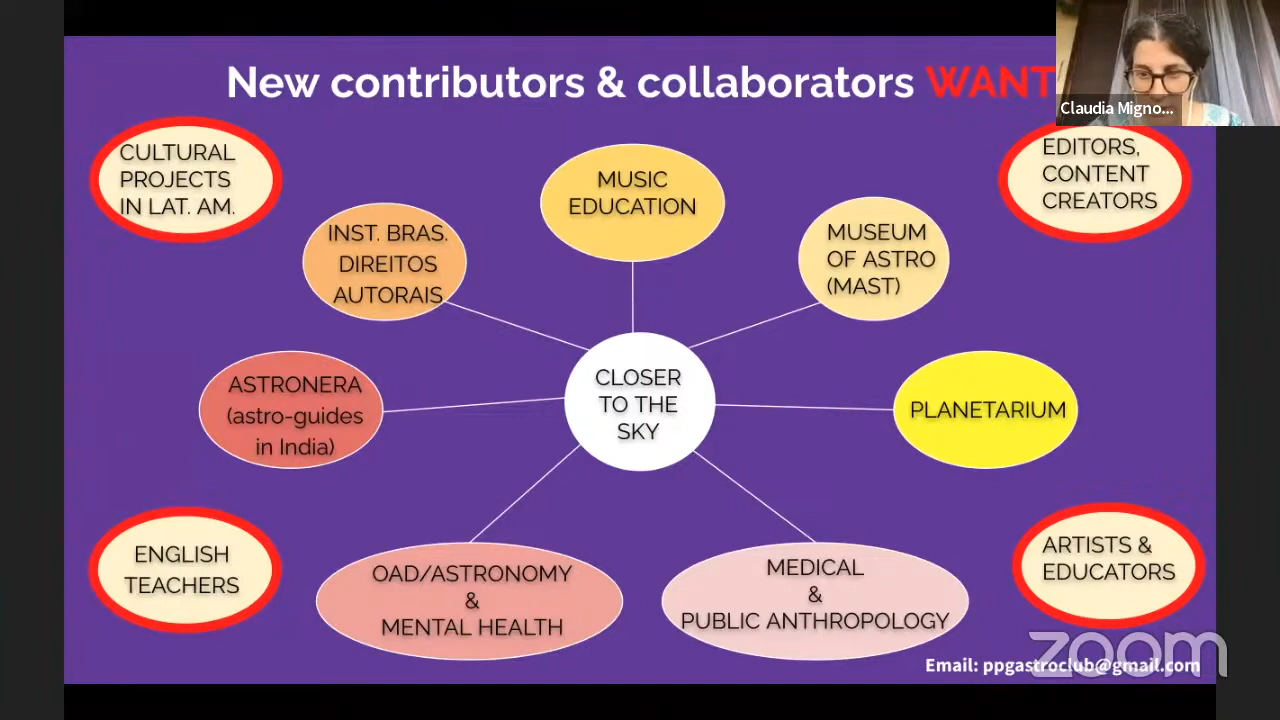 New contributors & collaborators WANT
Claudia Migno...
CULTURAL
PROJECTS
IN LAT. AM.
EDITORS,
CONTENT
CREATORS
MUSIC
EDUCATION
INST. BRAS.
DIREITOS
AUTORAIS
MUSEUM
OF ASTRO
(MAST)
CLOSER
TO THE
SKY
ASTRONERA
(astro-guides
in India)
PLANETARIUM
ENGLISH
TEACHERS
OAD/ASTRONOMY
&
MENTAL HEALTH
MEDICAL
&
PUBLIC ANTHROPOLOGY
ARTISTS &
EDUCATORS
zoom
Email: ppgastroclub@gmail.com